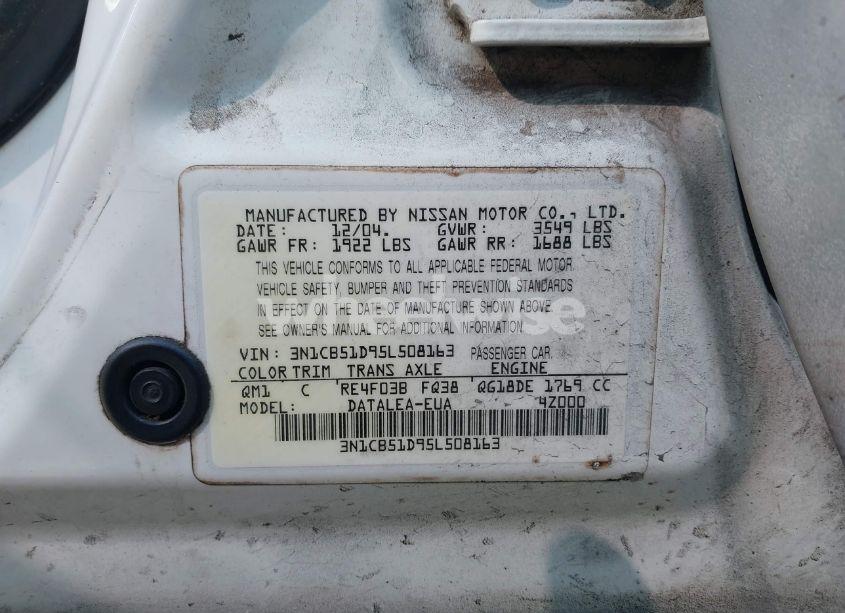 MANUFACTURED BY NISSAN MOTOR CO., LTD.
DATE: 12/04. GVWR: 3549 LBS
GAWR FR: 1922 LBS GAWR RR: 1688 LBS
THIS VEHICLE CONFORMS TO ALL APPLICABLE FEDERAL MOTOR
VEHICLE SAFETY, BUMPER AND THEFT PREVENTION STANDARDS
IN EFFECT ON THE DATE OF MANUFACTURE SHOWN ABOVE.
SEE OWNER'S MANUAL FOR ADDITIONAL INFORMATION.
VIN: 3N1CB51D95L508163 PASSENGER CAR.
COLOR TRIM TRANS AXLE ENGINE
QM1 C RE4F03B FQ38 QG18DE 1769 CC
MODEL: DATALEA-EUA 4Z000
3N1CB51D95L508163